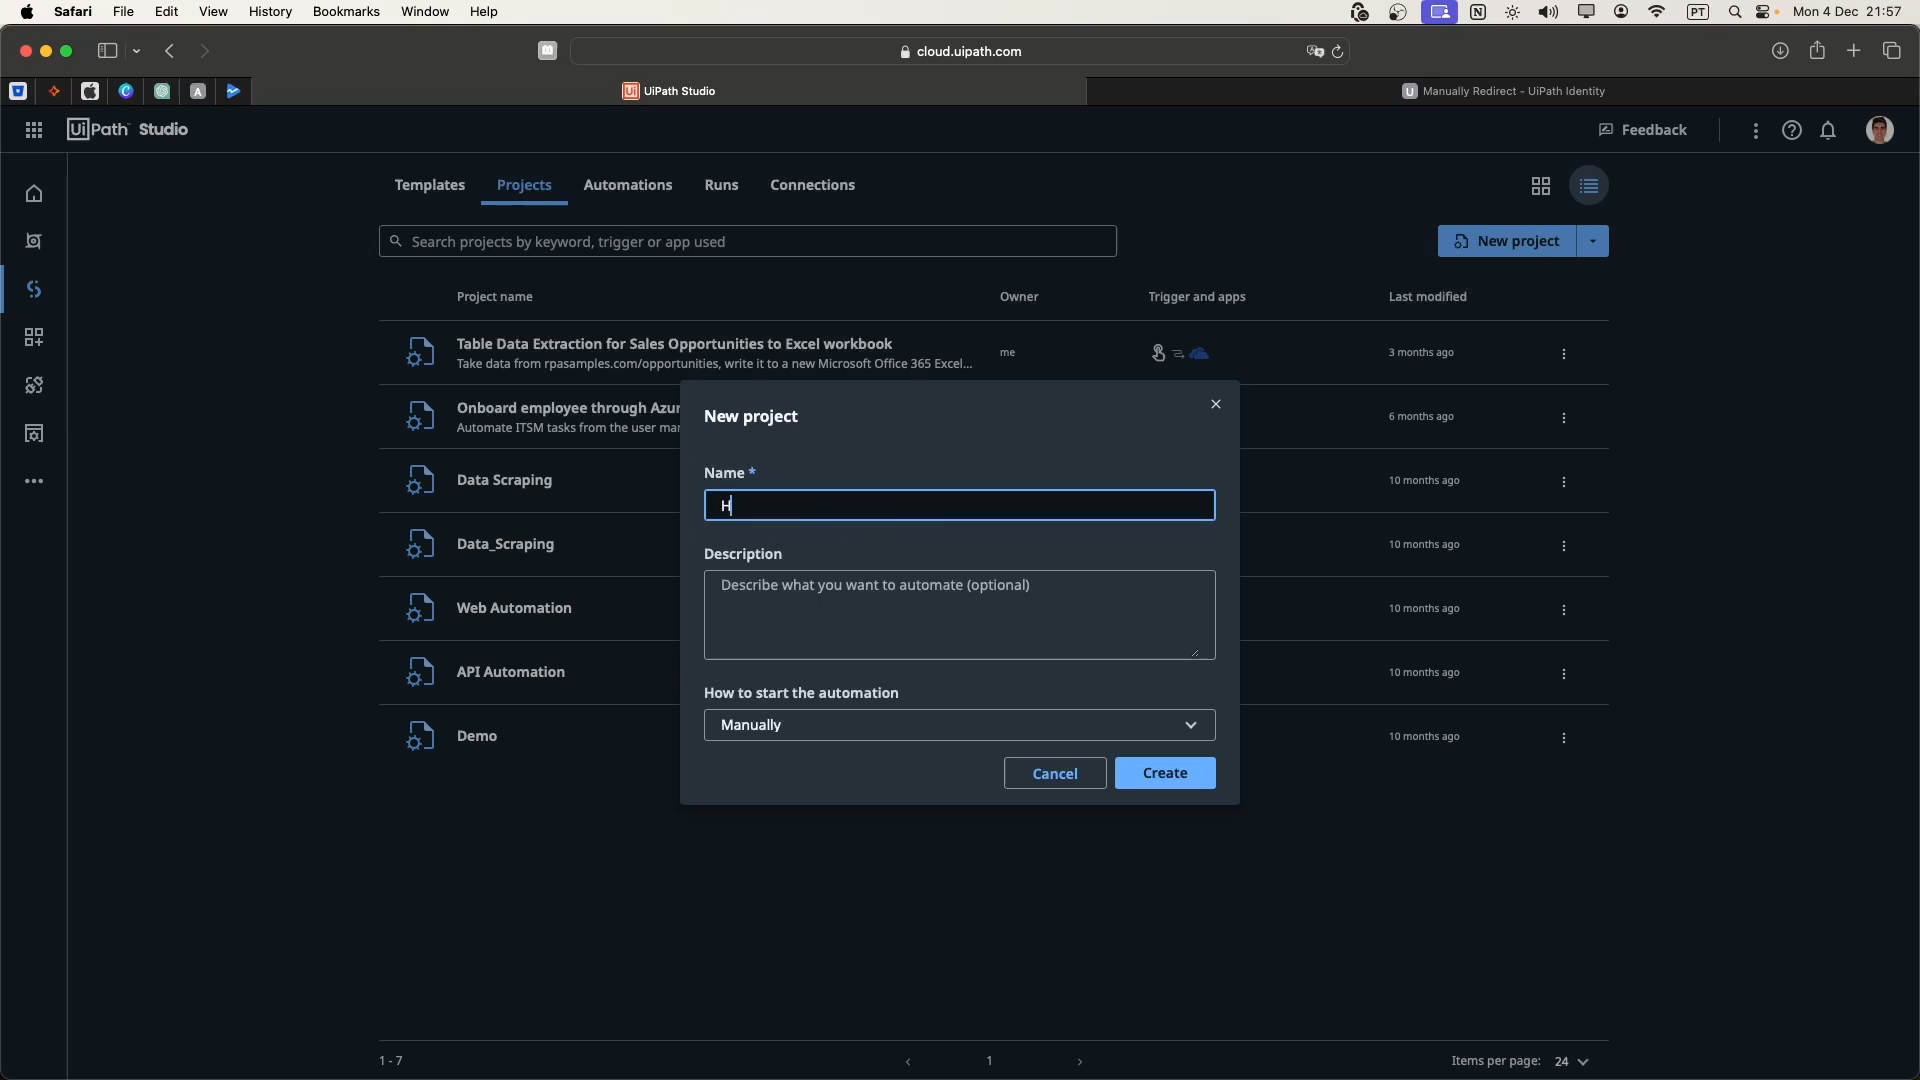 Safari File Edit View History Bookmarks Window Help PT Mon 4 Dec 21:57
cloud.uipath.com
UiPath Studio
U Manually Redirect - UiPath Identity
UiPath Studio Feedback
Templates Projects Automations Runs Connections
Search projects by keyword, trigger or app used New project
Project name Owner Trigger and apps Last modified
Table Data Extraction for Sales Opportunities to Excel workbook me 3 months ago
Take data from rpasamples.com/opportunities, write it to a new Microsoft Office 365 Excel...
Onboard employee through Azur 6 months ago
Automate ITSM tasks from the user mar
Data Scraping 10 months ago
Data_Scraping 10 months ago
Web Automation 10 months ago
API Automation 10 months ago
Demo 10 months ago
New project
Name *
H
Description
Describe what you want to automate (optional)
How to start the automation
Manually
Cancel Create
1 - 7 1 Items per page: 24